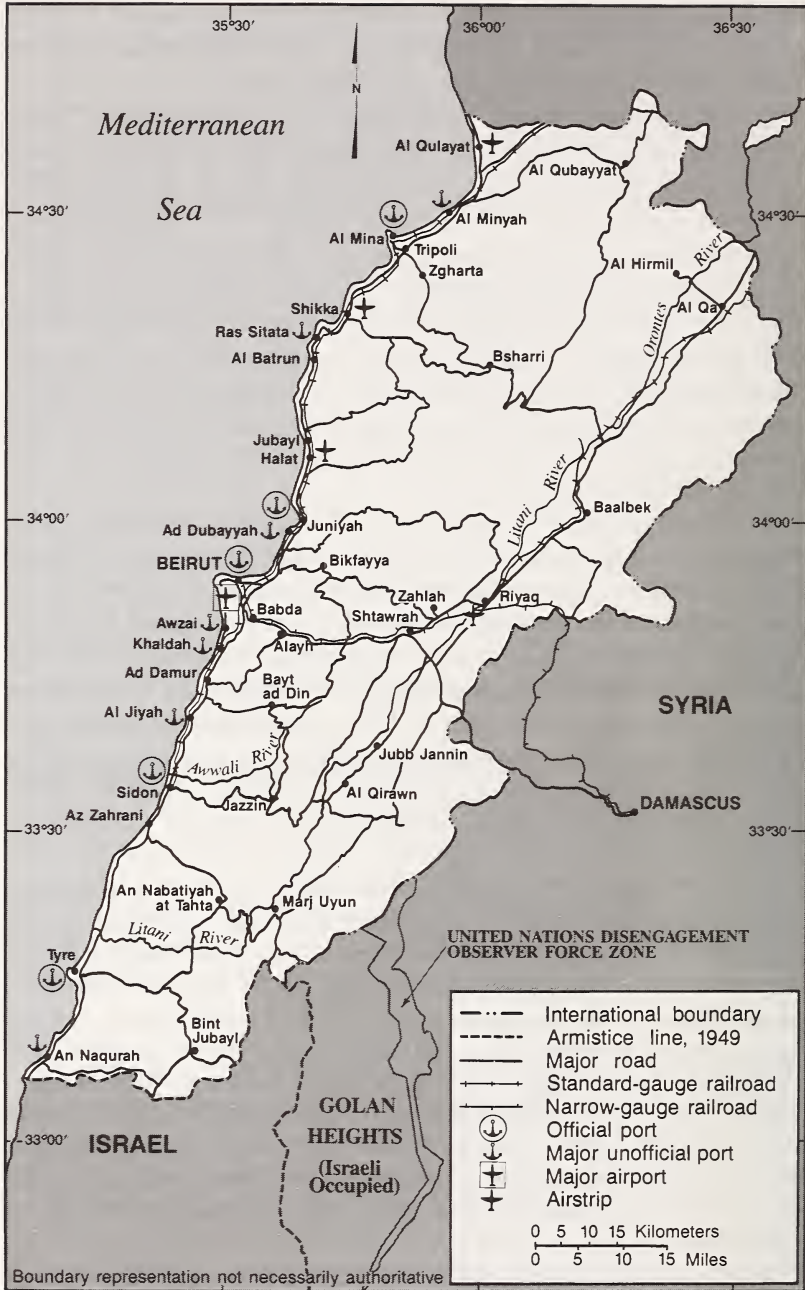 35°30'
36°00'
36°30'
N
Mediterranean
Sea
Al Qulayat
Al Qubayyat
34°30'
34°30'
Al Minyah
Al Mina
Tripoli
Zgharta
Al Hirmil
River
Al Qa
Orontes
Shikka
Ras Sitata
Al Batrun
Bsharri
Jubayl
Halat
River
Litani
Baalbek
34°00'
34°00'
Ad Dubayyah
Juniyah
BEIRUT
Bikfayya
Zahlah
Riyaq
Shtawrah
Babda
Awzai
Alayh
Khaldah
Ad Damur
Bayt
ad Din
SYRIA
Al Jiyah
River
Awwali
Jubb Jannin
Sidon
Jazzin
Al Qirawn
DAMASCUS
Az Zahrani
33°30'
33°30'
An Nabatiyah
at Tahta
Marj Uyun
Litani
River
UNITED NATIONS DISENGAGEMENT
OBSERVER FORCE ZONE
Tyre
Bint
Jubayl
An Naqurah
International boundary
Armistice line, 1949
Major road
Standard-gauge railroad
Narrow-gauge railroad
Official port
Major unofficial port
Major airport
Airstrip
0 5 10 15 Kilometers
0 5 10 15 Miles
GOLAN
HEIGHTS
(Israeli
Occupied)
33°00'
ISRAEL
Boundary representation not necessarily authoritative